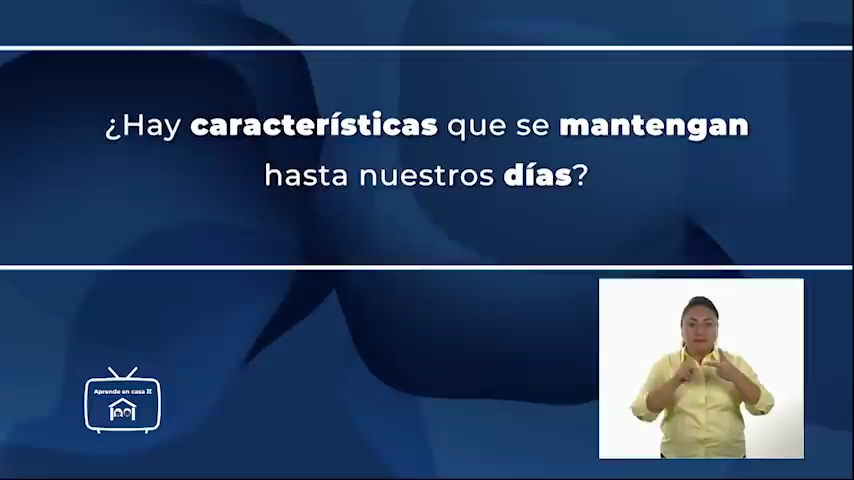 ¿Hay características que se mantengan
hasta nuestros días?
Aprende en casa II